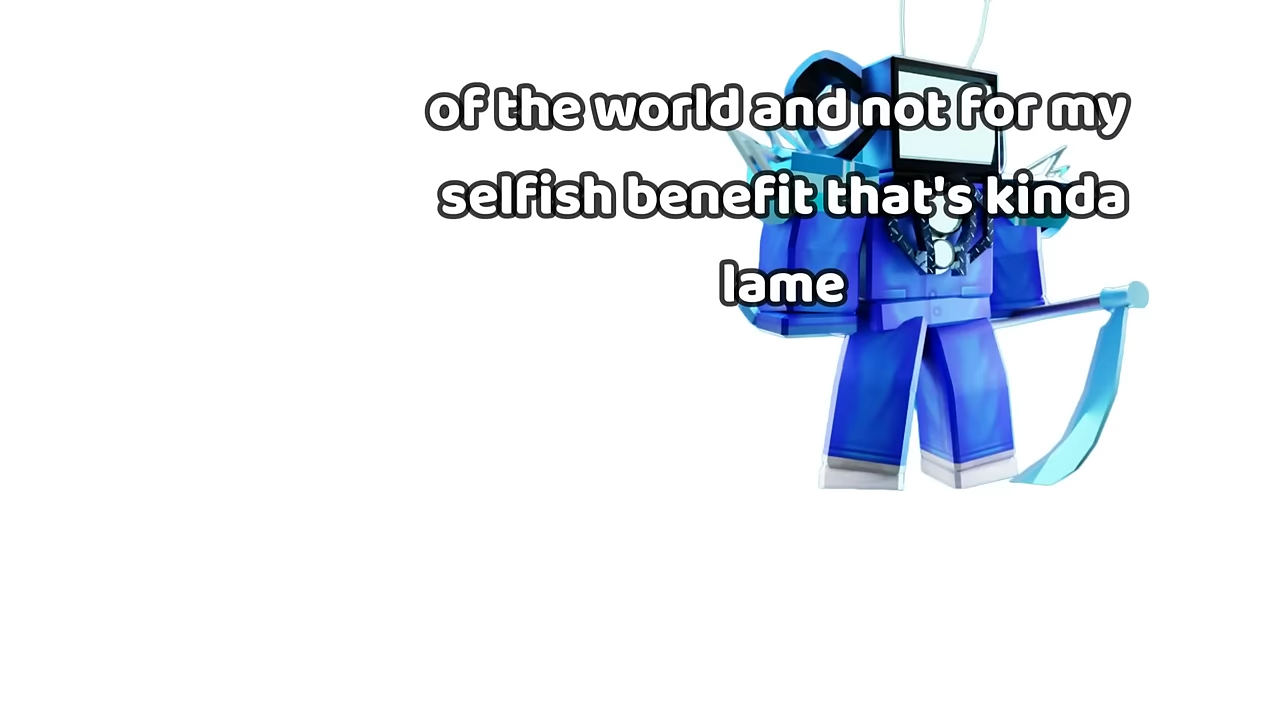 of the world and not for my
selfish benefit that's kinda
lame